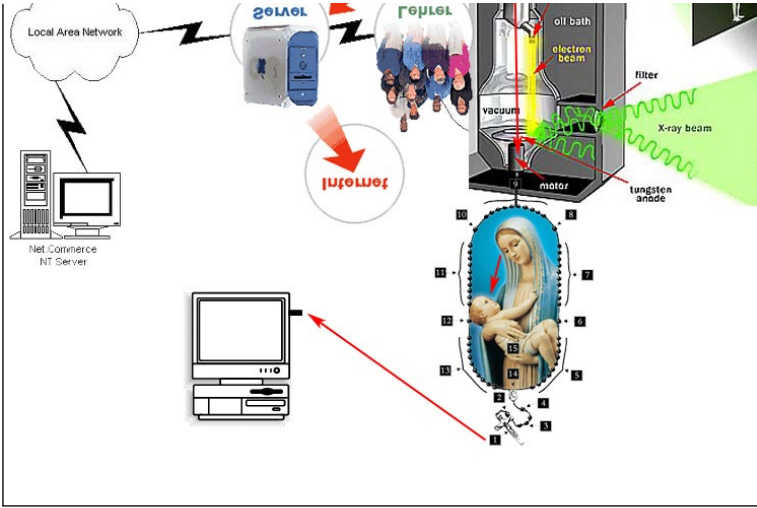 Server
Lehrer
Local Area Network
oil bath
electron
beam
filter
vacuum
X-ray beam
Internet
motor
tungsten
anode
9
Net.Commerce
NT Server
10
8
11
7
12
6
15
13
14
5
2
4
3
1